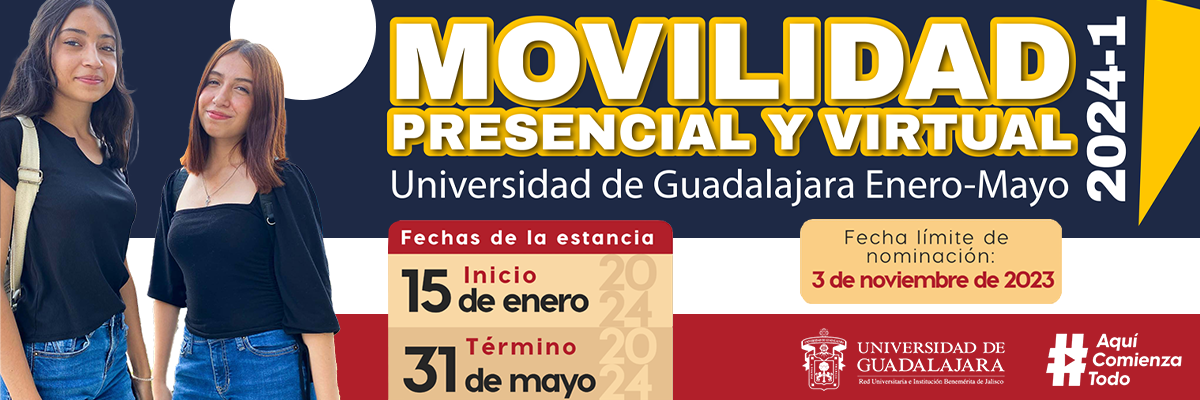 MOVILIDAD
PRESENCIAL Y VIRTUAL
2024-1
Universidad de Guadalajara Enero-Mayo
Fechas de la estancia
Inicio
15 de enero
2024
Término
31 de mayo
2024
Fecha límite de
nominación:
3 de noviembre de 2023
UNIVERSIDAD DE
GUADALAJARA
Red Universitaria e Institución Benemérita de Jalisco
#Aquí
Comienza
Todo